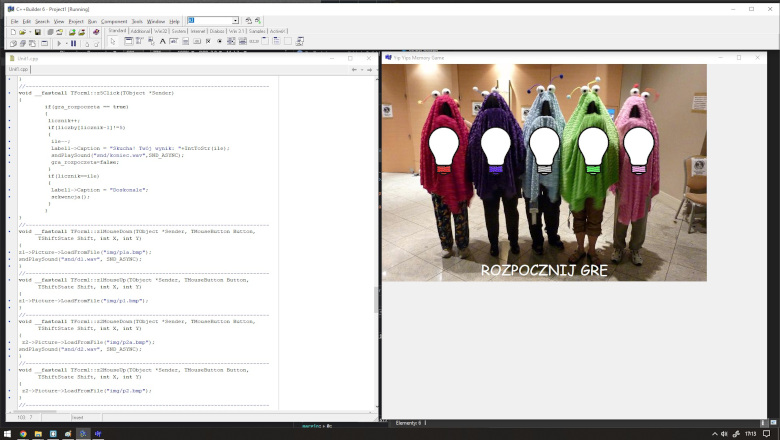 C++Builder 6 - Project1 [Running]
File Edit Search View Project Run Component Tools Window Help
Standard Additional Win32 System Internet Dialogs Win 3.1 Samples ActiveX
Unit1.cpp
Unit1.cpp
}
//
void __fastcall TForm1::z5Click(TObject *Sender)
{
if(gra_rozpoczeta == true)
{
licznik++;
if(liczby[licznik-1]!=5)
{
ile--;
Label1->Caption = "Skucha! Twój wynik: "+IntToStr(ile);
sndPlaySound("snd/koniec.wav",SND_ASYNC);
gra_rozpoczeta=false;
}
if(licznik==ile)
{
Label1->Caption = "Doskonale";
sekwencja();
}
}
}
//
void __fastcall TForm1::z1MouseDown(TObject *Sender, TMouseButton Button,
TShiftState Shift, int X, int Y)
{
z1->Picture->LoadFromFile("img/p1a.bmp");
sndPlaySound("snd/d1.wav", SND_ASYNC);
}
//
void __fastcall TForm1::z1MouseUp(TObject *Sender, TMouseButton Button,
TShiftState Shift, int X, int Y)
{
z1->Picture->LoadFromFile("img/p1.bmp");
}
//
void __fastcall TForm1::z2MouseDown(TObject *Sender, TMouseButton Button,
TShiftState Shift, int X, int Y)
{
z2->Picture->LoadFromFile("img/p2a.bmp");
sndPlaySound("snd/d2.wav", SND_ASYNC);
}
//
void __fastcall TForm1::z2MouseUp(TObject *Sender, TMouseButton Button,
TShiftState Shift, int X, int Y)
{
z2->Picture->LoadFromFile("img/p2.bmp");
}
//
103: 7 Insert
Yip Yips Memory Game
ROZPOCZNIJ GRE
Elementy: 6
17:13